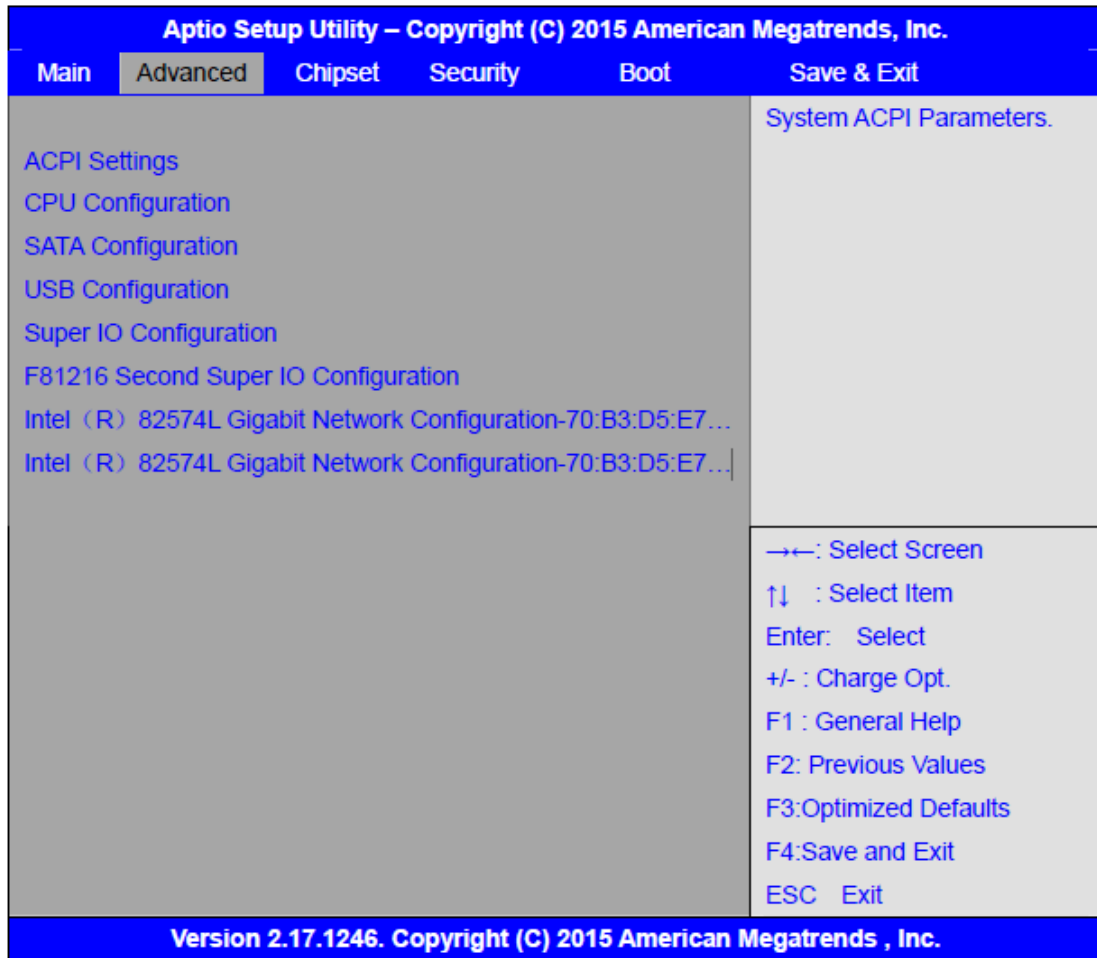 Aptio Setup Utility – Copyright (C) 2015 American Megatrends, Inc.
Main Advanced Chipset Security Boot Save & Exit
ACPI Settings
CPU Configuration
SATA Configuration
USB Configuration
Super IO Configuration
F81216 Second Super IO Configuration
Intel（R）82574L Gigabit Network Configuration-70:B3:D5:E7…
Intel（R）82574L Gigabit Network Configuration-70:B3:D5:E7…
System ACPI Parameters.
→←: Select Screen
↑↓ : Select Item
Enter: Select
+/- : Charge Opt.
F1 : General Help
F2: Previous Values
F3:Optimized Defaults
F4:Save and Exit
ESC Exit
Version 2.17.1246. Copyright (C) 2015 American Megatrends , Inc.